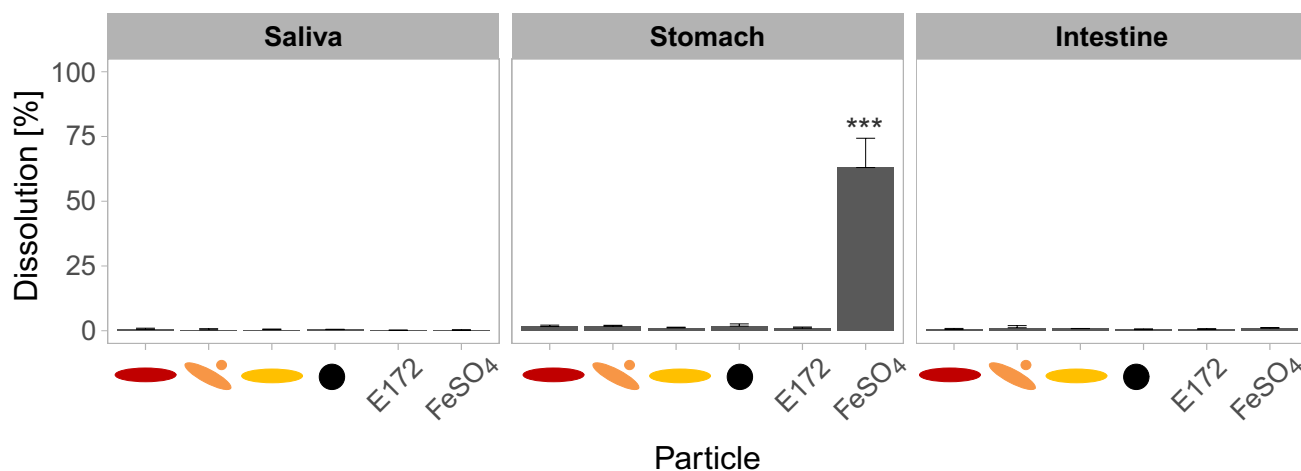 Saliva Stomach Intestine
Dissolution [%]
100
75
50
25
0
***
E172 FeSO4 E172 FeSO4 E172 FeSO4
Particle